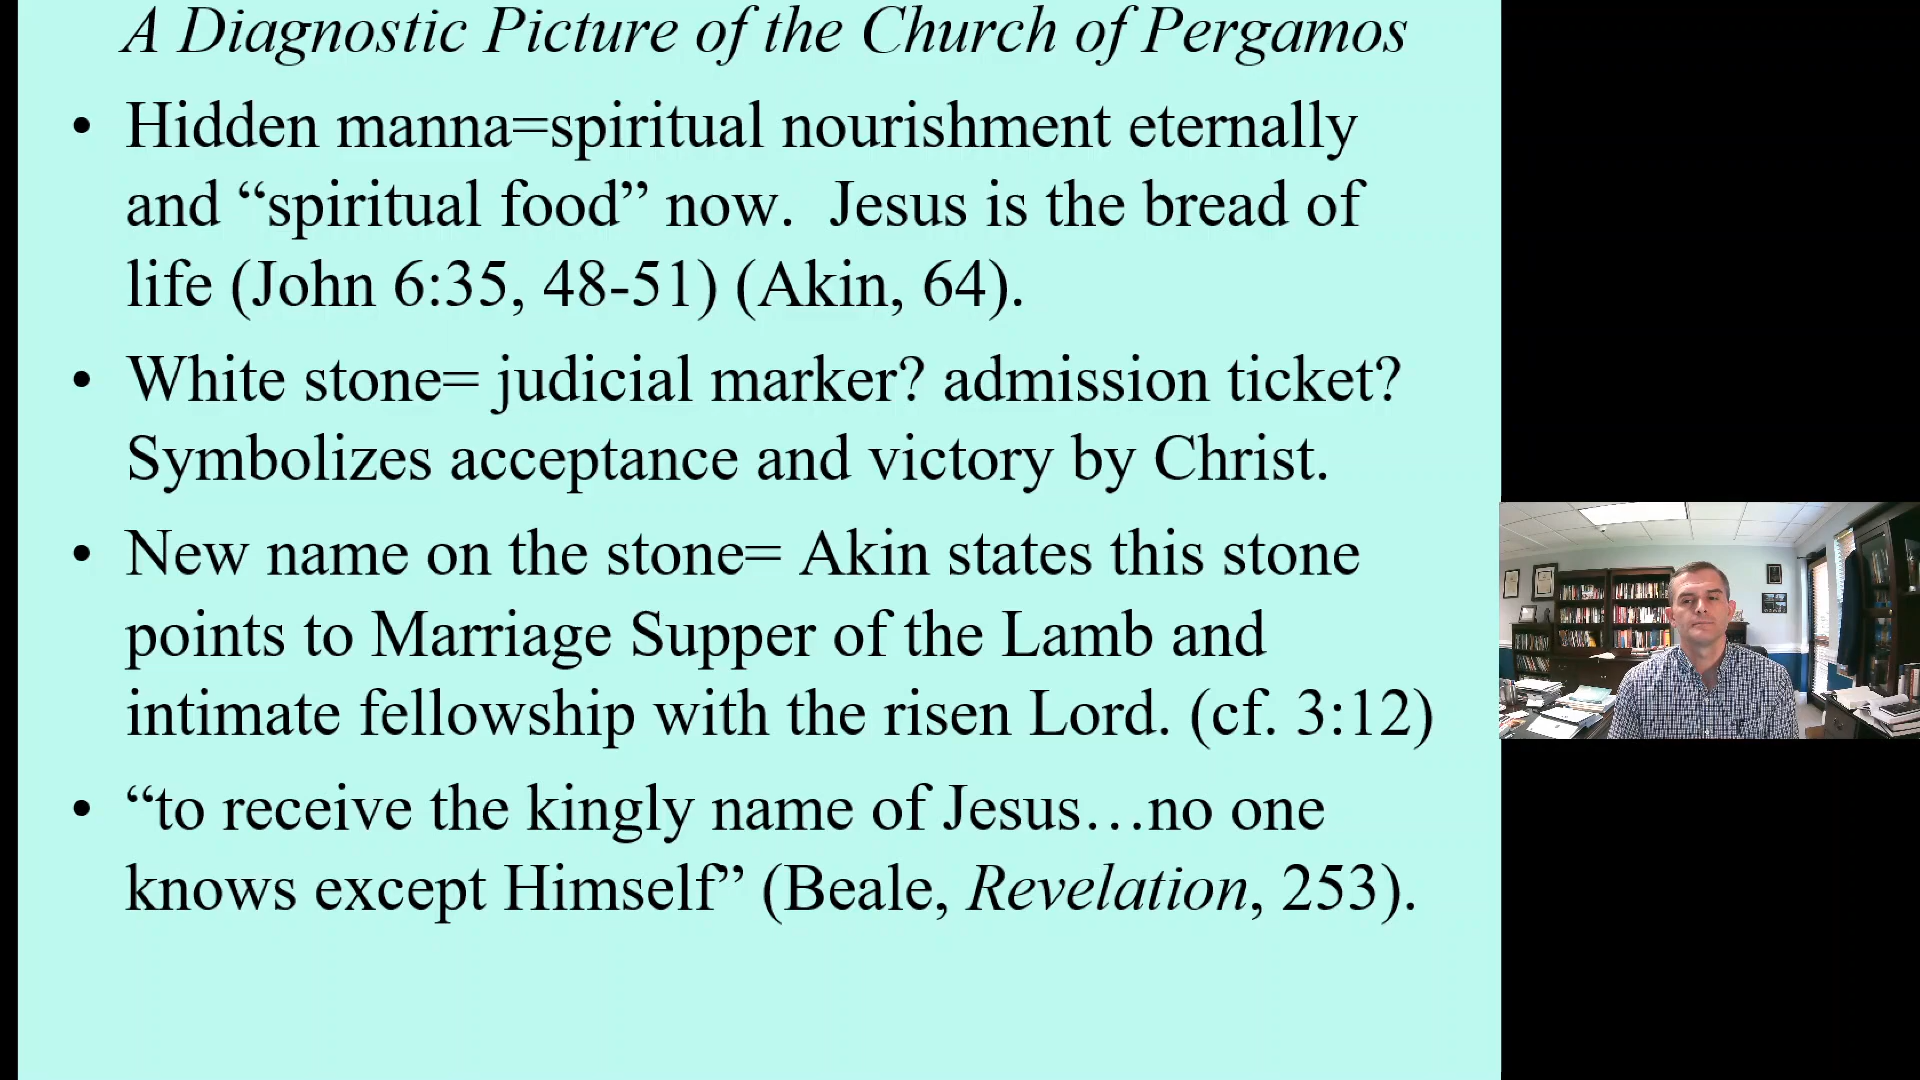 A Diagnostic Picture of the Church of Pergamos
• Hidden manna=spiritual nourishment eternally
and “spiritual food” now.  Jesus is the bread of
life (John 6:35, 48-51) (Akin, 64).
• White stone= judicial marker? admission ticket?
Symbolizes acceptance and victory by Christ.
• New name on the stone= Akin states this stone
points to Marriage Supper of the Lamb and
intimate fellowship with the risen Lord. (cf. 3:12)
• “to receive the kingly name of Jesus…no one
knows except Himself” (Beale, Revelation, 253).